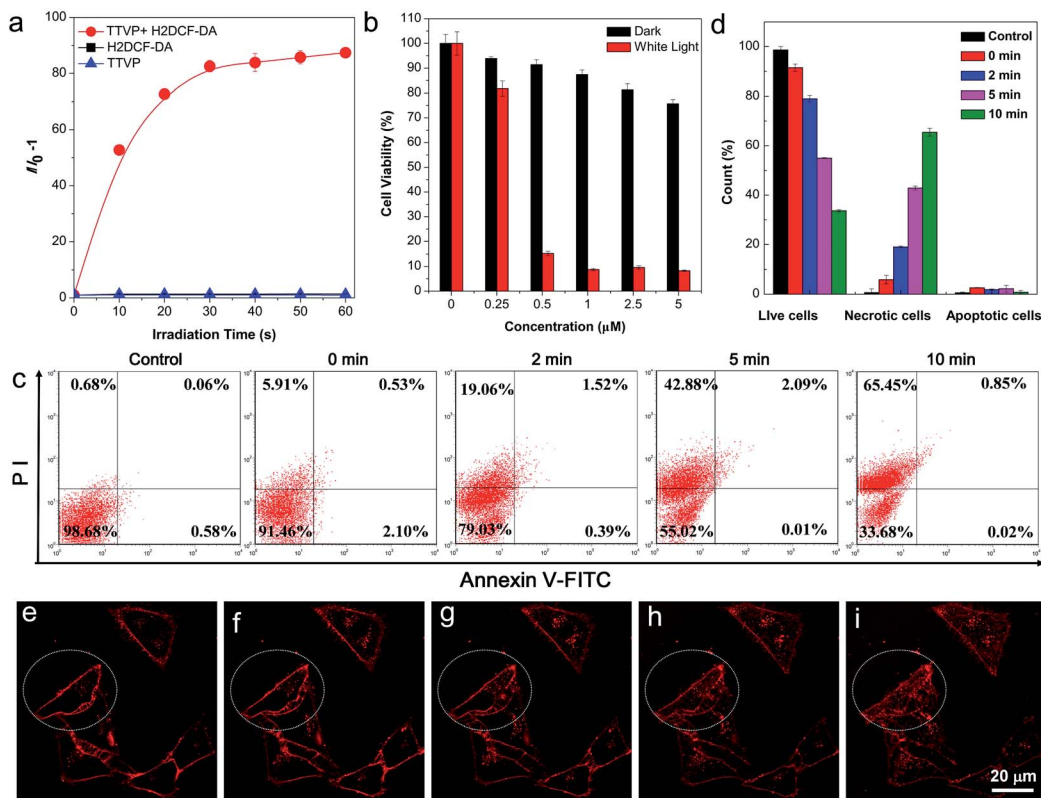 a
TTVP+ H2DCF-DA
H2DCF-DA
TTVP
100
80
60
40
20
0
I/I0 -1
0 10 20 30 40 50 60
Irradiation Time (s)
b
Dark
White Light
110
100
90
80
70
60
50
40
30
20
10
0
Cell Viability (%)
0 0.25 0.5 1 2.5 5
Concentration (μM)
d
Control
0 min
2 min
5 min
10 min
100
80
60
40
20
0
Count (%)
LIve cells Necrotic cells Apoptotic cells
c
Control 0 min 2 min 5 min 10 min
0.68% 0.06% 5.91% 0.53% 19.06% 1.52% 42.88% 2.09% 65.45% 0.85%
98.68% 0.58% 91.46% 2.10% 79.03% 0.39% 55.02% 0.01% 33.68% 0.02%
PI
Annexin V-FITC
e f g h i
20 μm